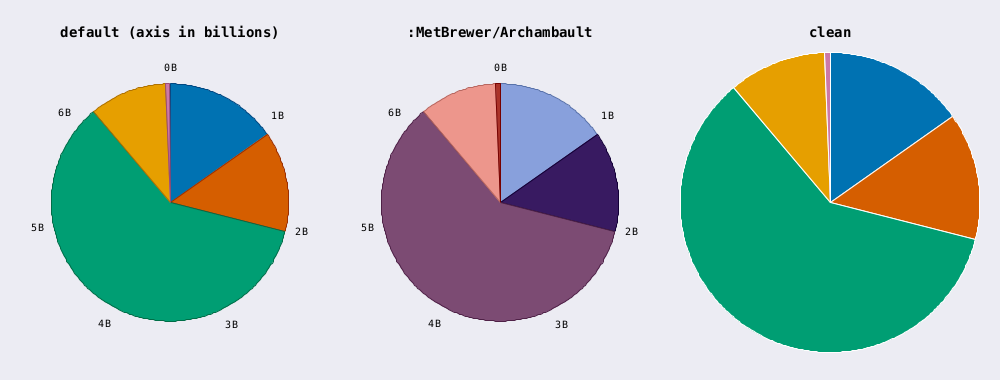 default (axis in billions)
0B
1B
2B
3B
4B
5B
6B
:MetBrewer/Archambault
0B
1B
2B
3B
4B
5B
6B
clean